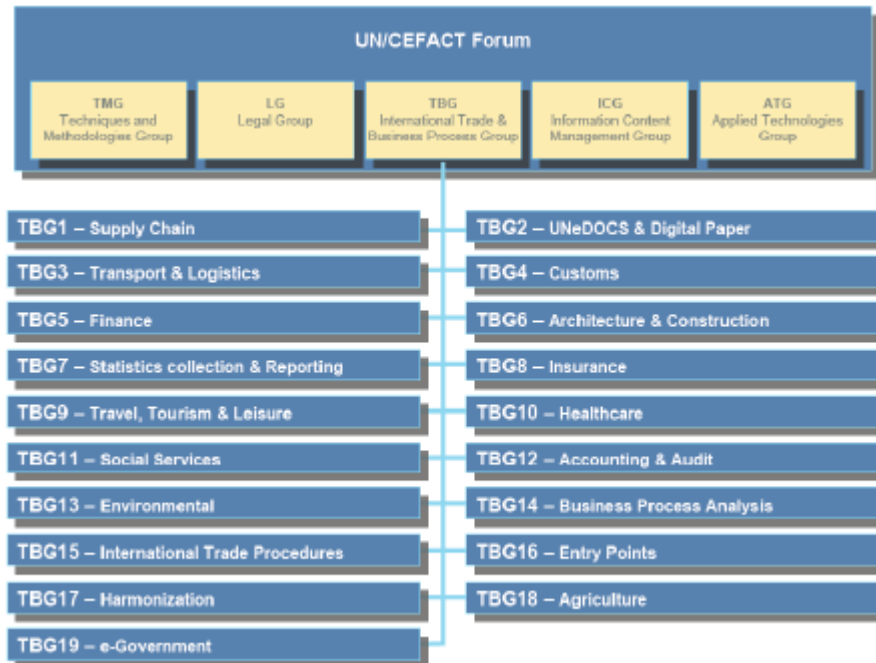 UN/CEFACT Forum
TMG
Techniques and
Methodologies Group
LG
Legal Group
TBG
International Trade &
Business Process Group
ICG
Information Content
Management Group
ATG
Applied Technologies
Group
TBG1 – Supply Chain
TBG2 – UNeDOCS & Digital Paper
TBG3 – Transport & Logistics
TBG4 – Customs
TBG5 – Finance
TBG6 – Architecture & Construction
TBG7 – Statistics collection & Reporting
TBG8 – Insurance
TBG9 – Travel, Tourism & Leisure
TBG10 – Healthcare
TBG11 – Social Services
TBG12 – Accounting & Audit
TBG13 – Environmental
TBG14 – Business Process Analysis
TBG15 – International Trade Procedures
TBG16 – Entry Points
TBG17 – Harmonization
TBG18 – Agriculture
TBG19 – e-Government